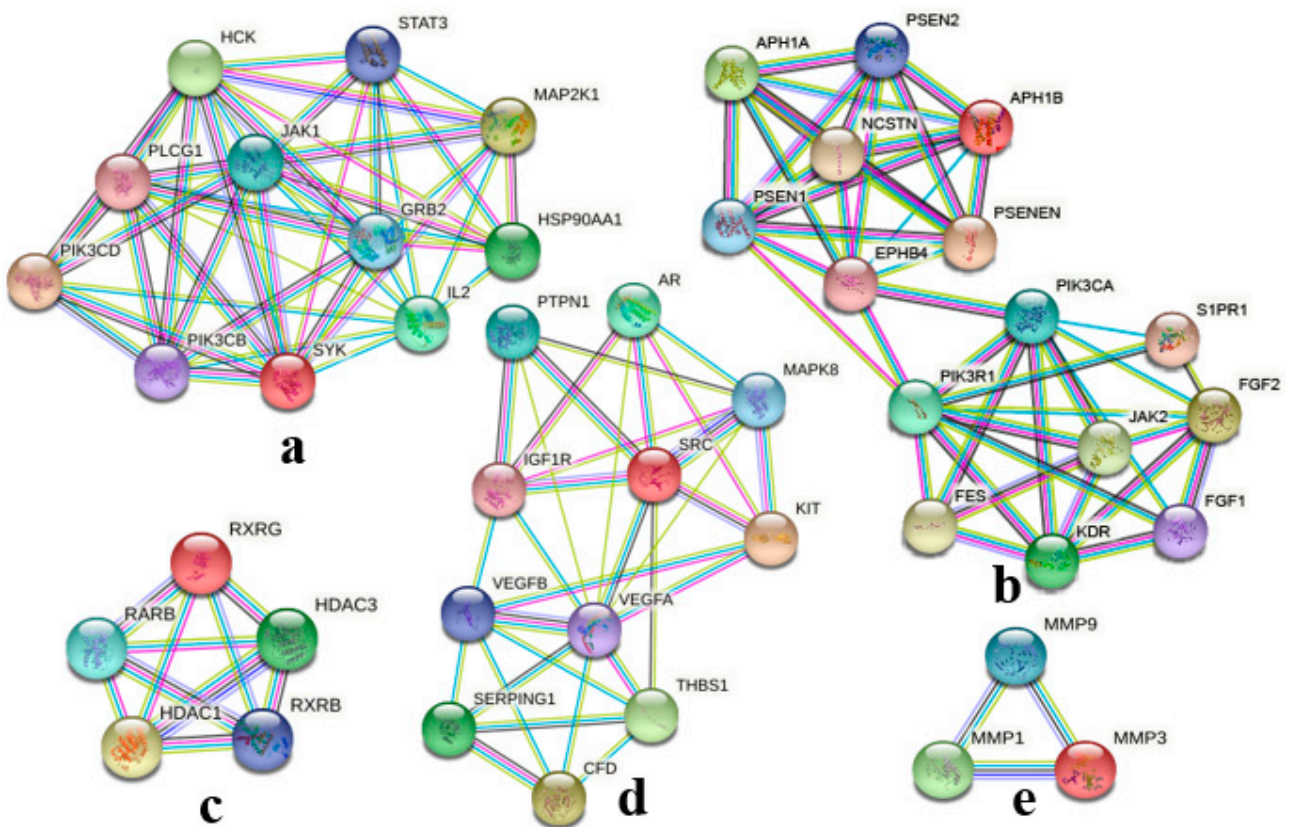 HCK
STAT3
MAP2K1
JAK1
PLCG1
GRB2
HSP90AA1
PIK3CD
IL2
PIK3CB
SYK
a
PSEN2
APH1A
APH1B
NCSTN
PSEN1
PSENEN
EPHB4
PIK3CA
S1PR1
PIK3R1
FGF2
JAK2
FES
FGF1
KDR
b
RXRG
RARB
HDAC3
HDAC1
RXRB
c
AR
PTPN1
MAPK8
IGF1R
SRC
KIT
VEGFB
VEGFA
THBS1
SERPING1
CFD
d
MMP9
MMP1
MMP3
e